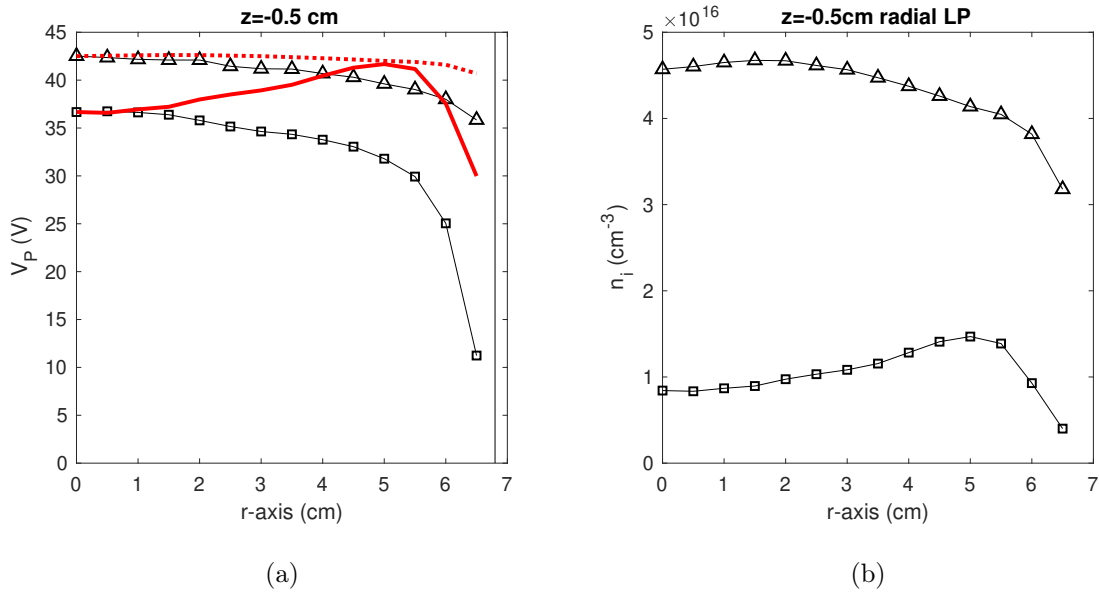 z=-0.5 cm
45
40
35
30
25
20
15
10
5
0
V_P (V)
0 1 2 3 4 5 6 7
r-axis (cm)
(a)
×10^16
z=-0.5cm radial LP
5
4
3
2
1
0
n_i (cm^-3)
0 1 2 3 4 5 6 7
r-axis (cm)
(b)